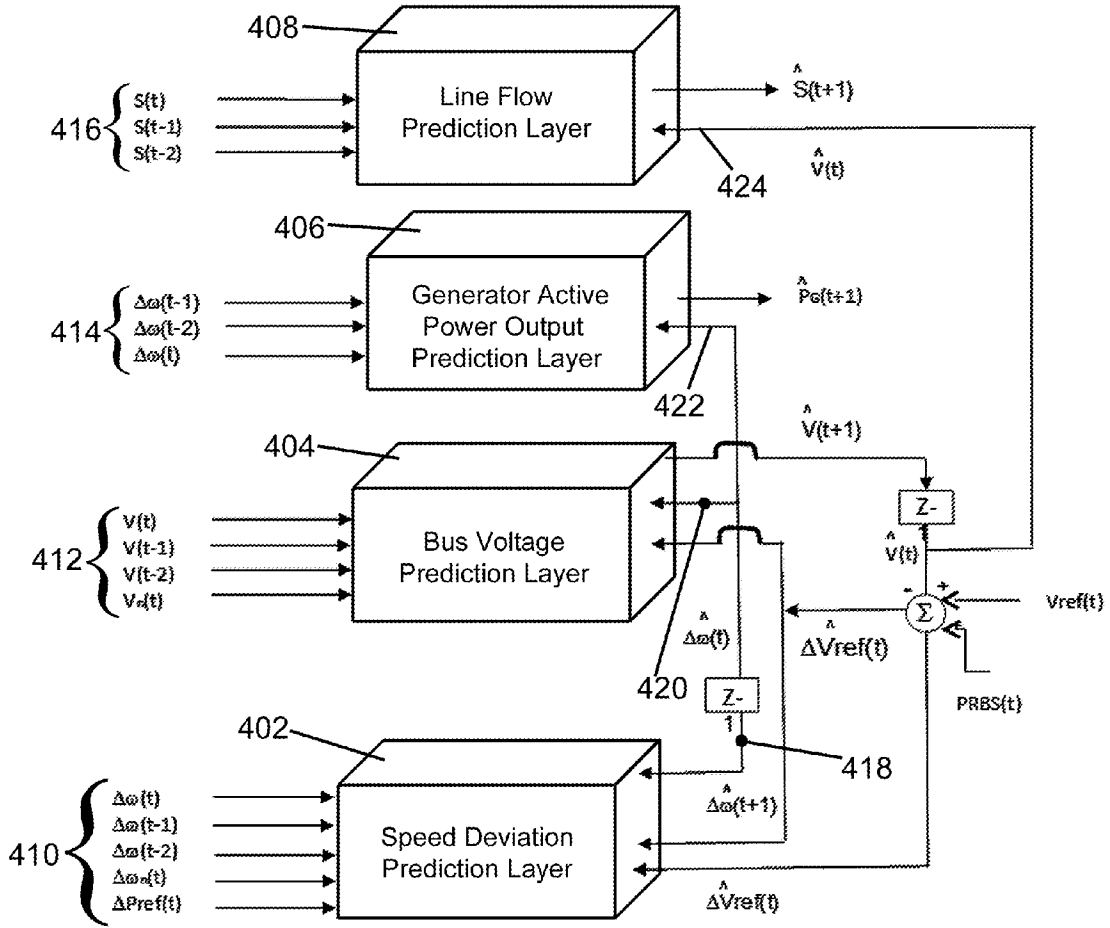 408
Line Flow
Prediction Layer
416
S(t)
S(t-1)
S(t-2)
^
S(t+1)
424
^
V(t)
406
Generator Active
Power Output
Prediction Layer
414
Δω(t-1)
Δω(t-2)
Δω(t)
^
PG(t+1)
422
404
Bus Voltage
Prediction Layer
412
V(t)
V(t-1)
V(t-2)
Vn(t)
^
V(t+1)
Z-
1
^
V(t)
- +
Σ
+
Vref(t)
PRBS(t)
^
ΔVref(t)
^
Δω(t)
420
Z-
1
418
402
Speed Deviation
Prediction Layer
410
Δω(t)
Δω(t-1)
Δω(t-2)
Δωn(t)
ΔPref(t)
^
Δω(t+1)
^
ΔVref(t)